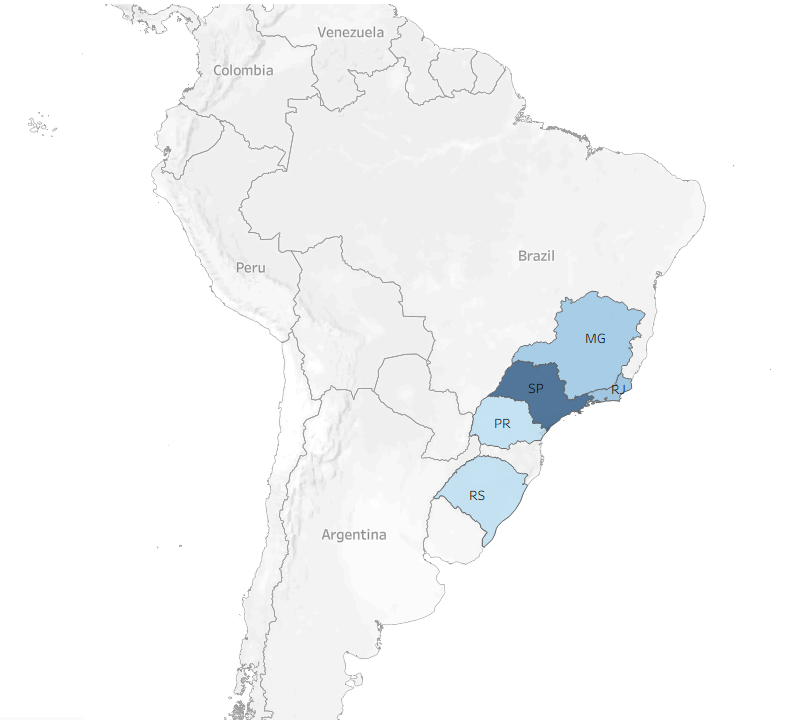 Venezuela
Colombia
Brazil
Peru
MG
SP
RJ
PR
RS
Argentina